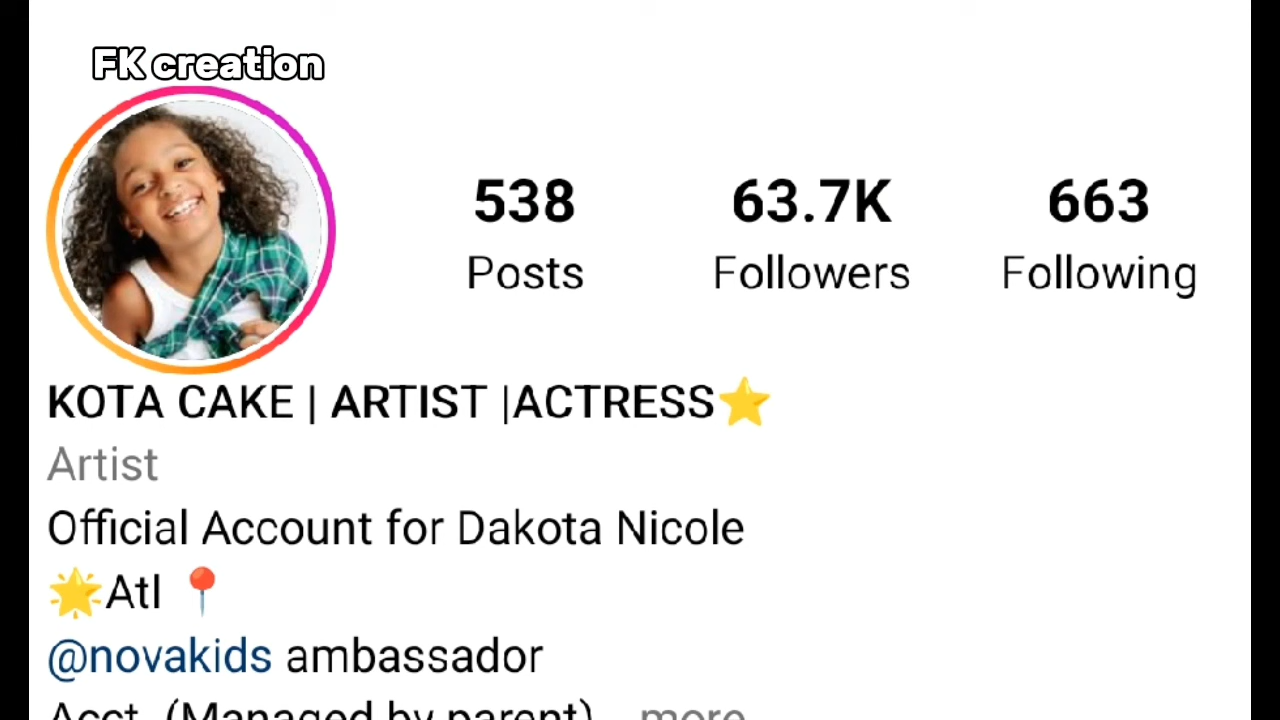 FK creation
538 63.7K 663
Posts Followers Following
KOTA CAKE | ARTIST |ACTRESS⭐
Artist
Official Account for Dakota Nicole
🌟Atl 📍
@novakids ambassador
Acct. (Managed by parent)... more